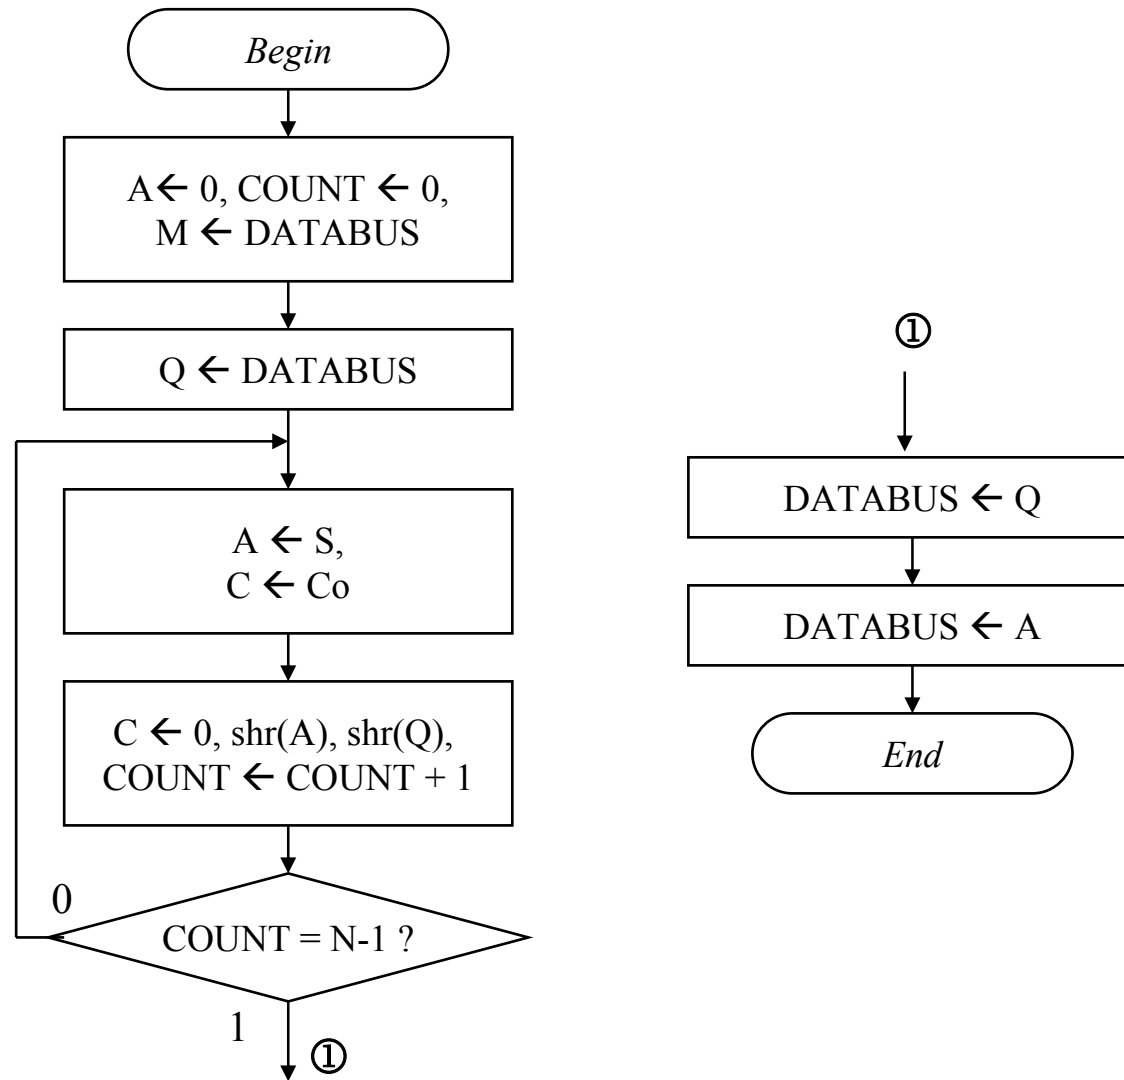 Begin
A← 0, COUNT ← 0,
M ← DATABUS
Q ← DATABUS
A ← S,
C ← Co
C ← 0, shr(A), shr(Q),
COUNT ← COUNT + 1
0
COUNT = N-1 ?
1
①
①
DATABUS ← Q
DATABUS ← A
End